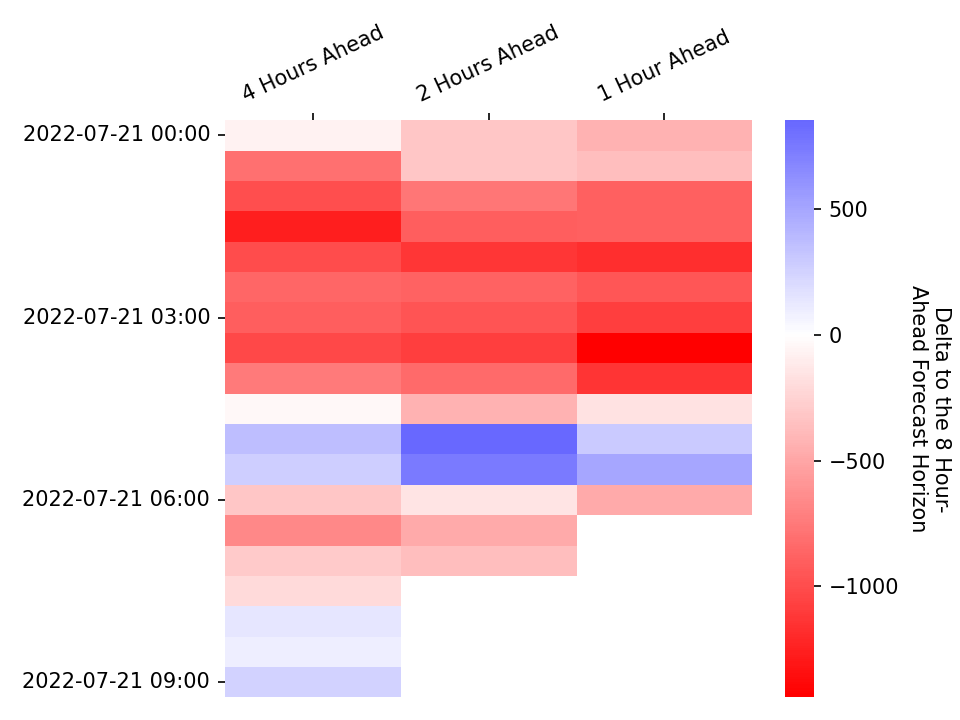 4 Hours Ahead
2 Hours Ahead
1 Hour Ahead
2022-07-21 00:00
2022-07-21 03:00
2022-07-21 06:00
2022-07-21 09:00
500
0
−500
−1000
Delta to the 8 Hour-
Ahead Forecast Horizon